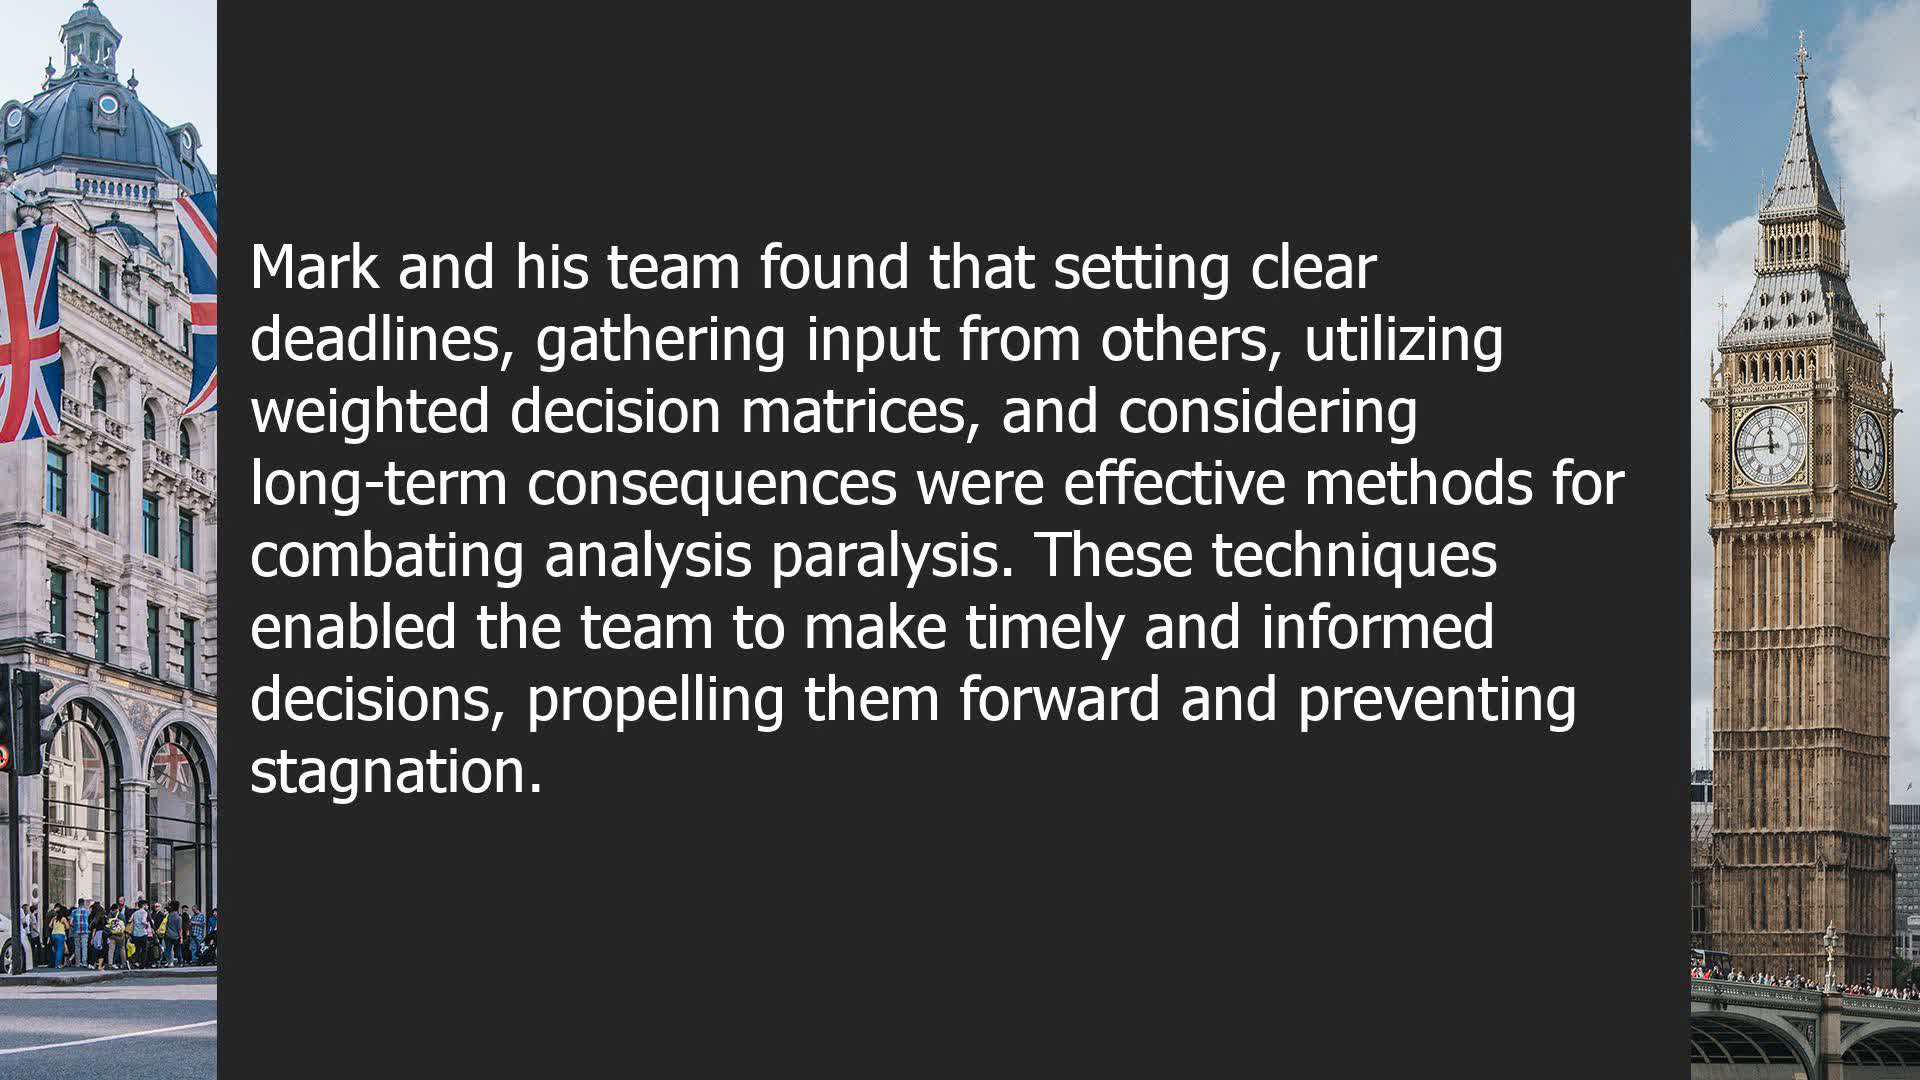 Mark and his team found that setting clear
deadlines, gathering input from others, utilizing
weighted decision matrices, and considering
long-term consequences were effective methods for
combating analysis paralysis. These techniques
enabled the team to make timely and informed
decisions, propelling them forward and preventing
stagnation.